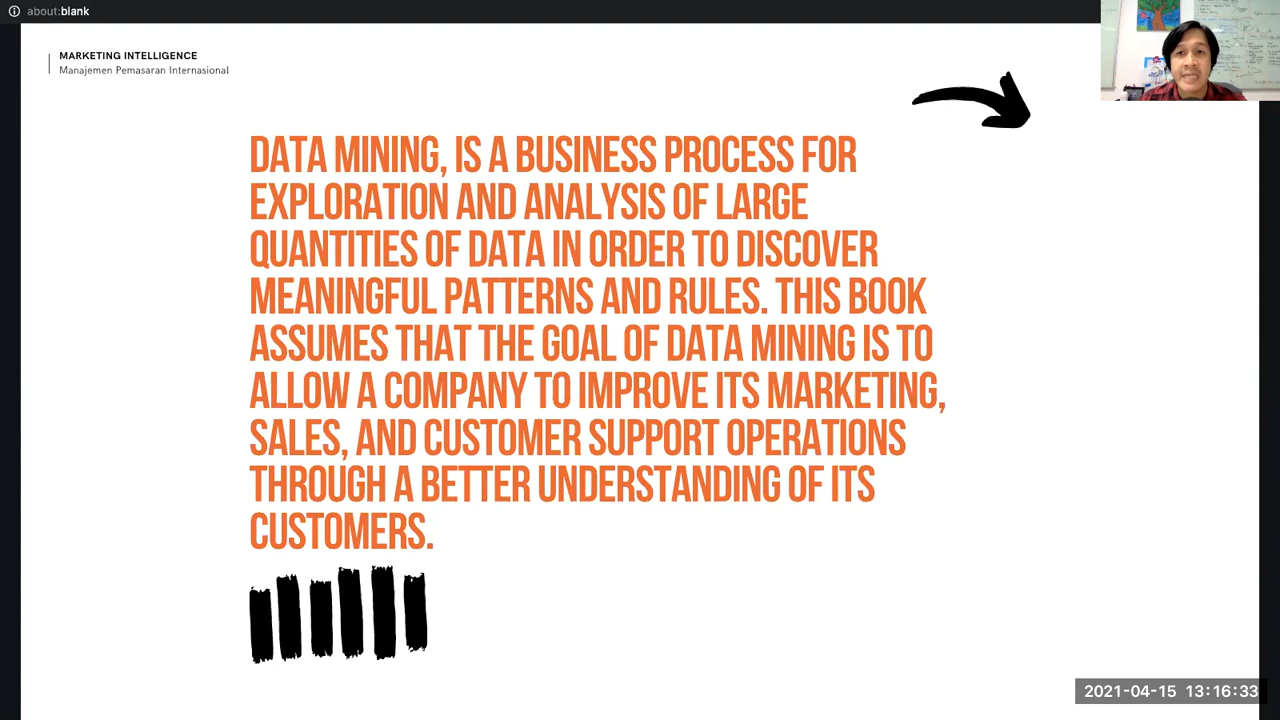 about:blank
MARKETING INTELLIGENCE
Manajemen Pemasaran Internasional
DATA MINING, IS A BUSINESS PROCESS FOR
EXPLORATION AND ANALYSIS OF LARGE
QUANTITIES OF DATA IN ORDER TO DISCOVER
MEANINGFUL PATTERNS AND RULES. THIS BOOK
ASSUMES THAT THE GOAL OF DATA MINING IS TO
ALLOW A COMPANY TO IMPROVE ITS MARKETING,
SALES, AND CUSTOMER SUPPORT OPERATIONS
THROUGH A BETTER UNDERSTANDING OF ITS
CUSTOMERS.
2021-04-15 13:16:33